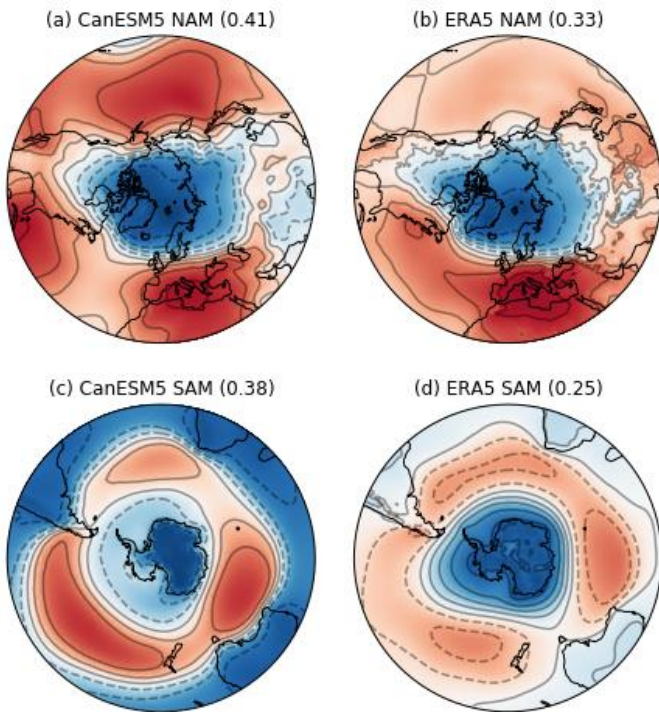 (a) CanESM5 NAM (0.41)
(b) ERA5 NAM (0.33)
(c) CanESM5 SAM (0.38)
(d) ERA5 SAM (0.25)